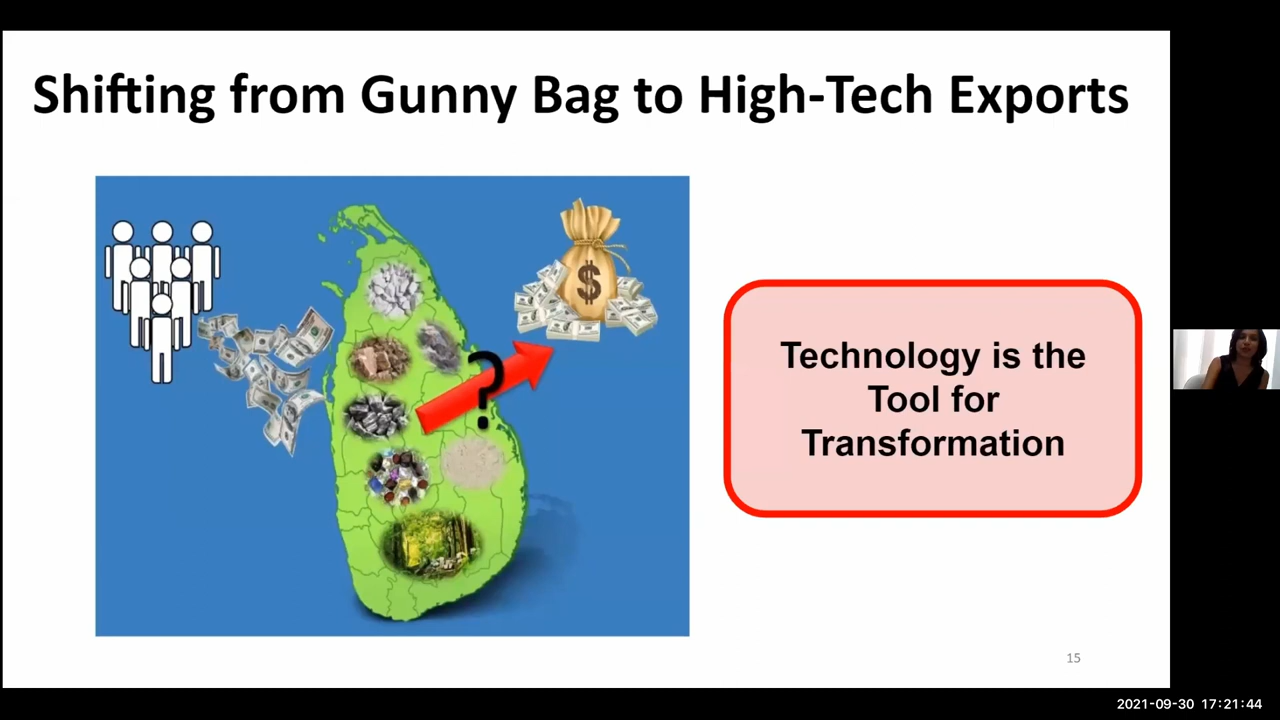 Shifting from Gunny Bag to High-Tech Exports
$
?
Technology is the
Tool for
Transformation
15
2021-09-30 17:21:44